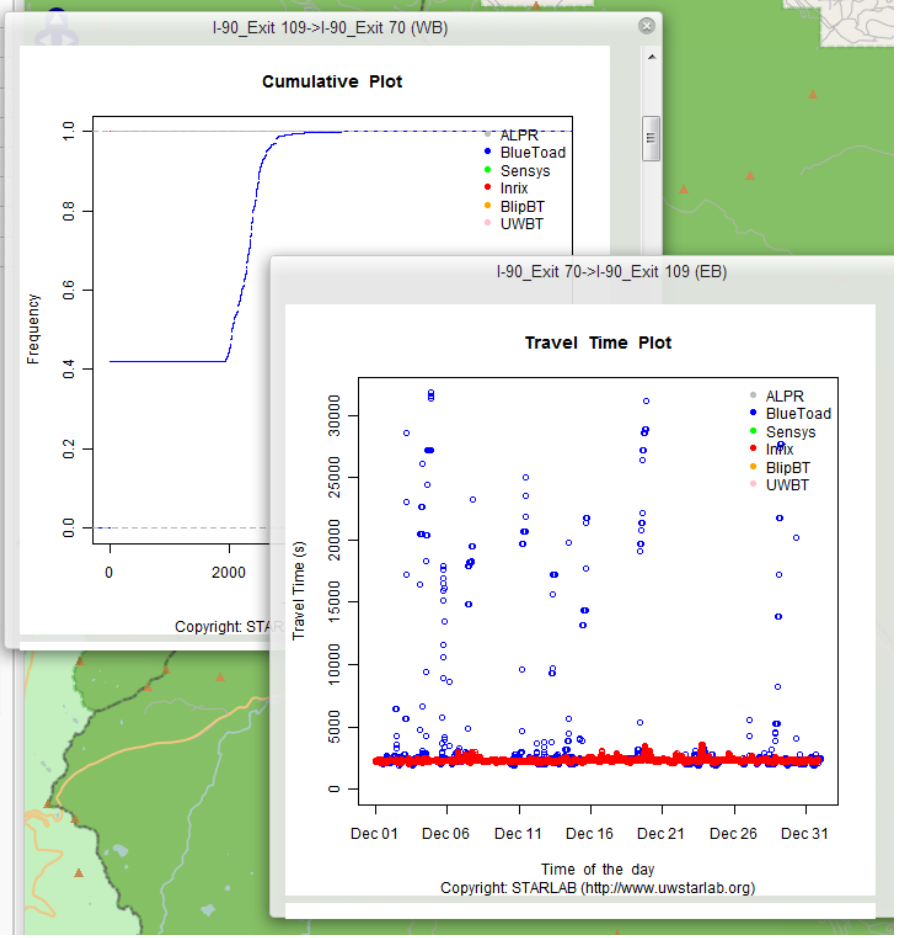 I-90_Exit 109->I-90_Exit 70 (WB)
Cumulative Plot
1.0
0.8
0.6
0.4
0.2
0.0
Frequency
ALPR
BlueToad
Sensys
Inrix
BlipBT
UWBT
0
2000
Copyright: STAR
I-90_Exit 70->I-90_Exit 109 (EB)
Travel Time Plot
30000
25000
20000
15000
10000
5000
0
Travel Time (s)
ALPR
BlueToad
Sensys
Inrix
BlipBT
UWBT
Dec 01
Dec 06
Dec 11
Dec 16
Dec 21
Dec 26
Dec 31
Time of the day
Copyright: STARLAB (http://www.uwstarlab.org)